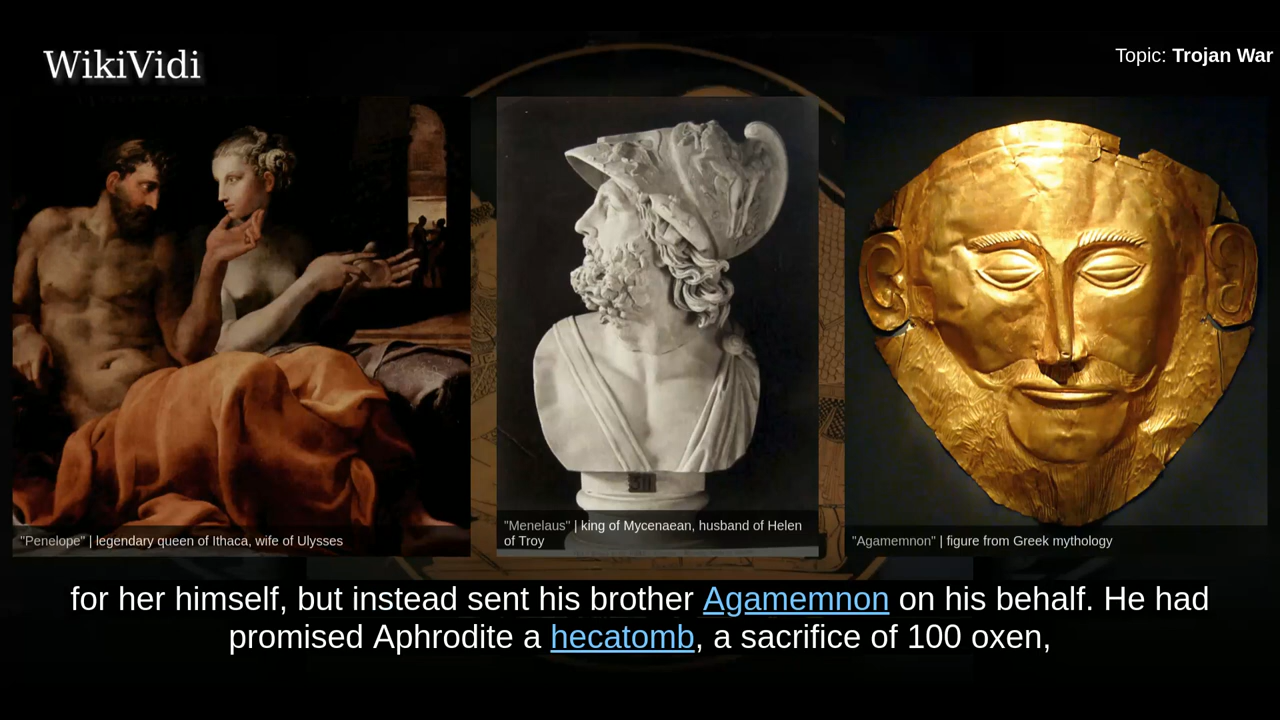 WikiVidi
Topic: Trojan War
"Penelope" | legendary queen of Ithaca, wife of Ulysses
"Menelaus" | king of Mycenaean, husband of Helen
of Troy
"Agamemnon" | figure from Greek mythology
for her himself, but instead sent his brother Agamemnon on his behalf. He had
promised Aphrodite a hecatomb, a sacrifice of 100 oxen,